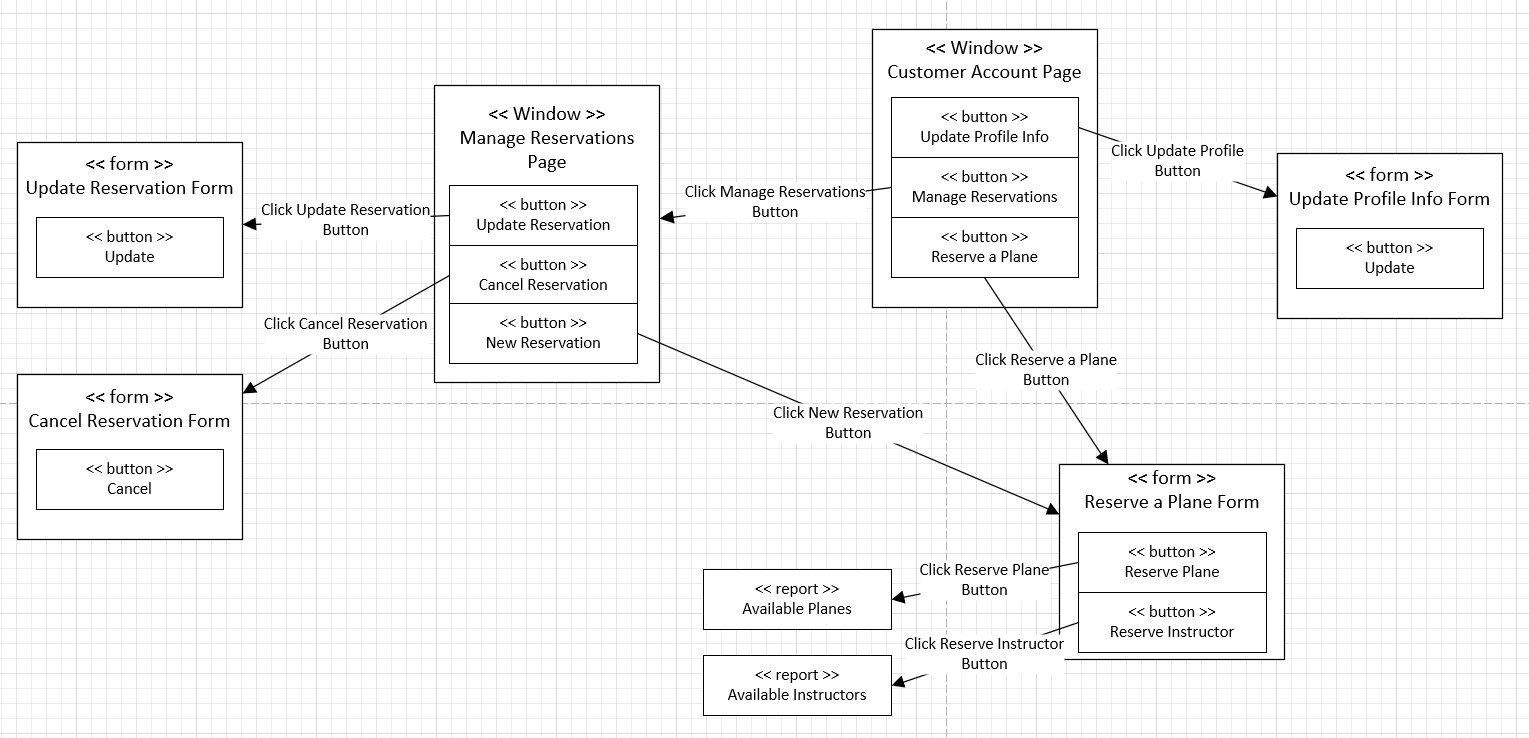 << Window >>
Customer Account Page
<< button >>
Update Profile Info
<< button >>
Manage Reservations
<< button >>
Reserve a Plane
Click Update Profile
Button
<< form >>
Update Profile Info Form
<< button >>
Update
Click Manage Reservations
Button
<< Window >>
Manage Reservations
Page
<< button >>
Update Reservation
<< button >>
Cancel Reservation
<< button >>
New Reservation
Click Update Reservation
Button
<< form >>
Update Reservation Form
<< button >>
Update
Click Cancel Reservation
Button
<< form >>
Cancel Reservation Form
<< button >>
Cancel
Click New Reservation
Button
Click Reserve a Plane
Button
<< form >>
Reserve a Plane Form
<< button >>
Reserve Plane
<< button >>
Reserve Instructor
Click Reserve Plane
Button
<< report >>
Available Planes
Click Reserve Instructor
Button
<< report >>
Available Instructors